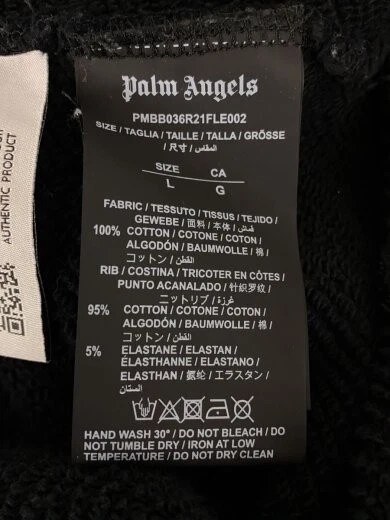 Palm Angels
PMBB036R21FLE002
SIZE / TAGLIA / TAILLE / TALLA / GRÖSSE
/ 尺寸 / المقاس /
SIZE CA
L G
FABRIC / TESSUTO / TISSUS / TEJIDO /
GEWEBE / 面料 / 本体 / قماش
100% COTTON / COTONE / COTON /
ALGODÓN / BAUMWOLLE / 棉 /
コットン / القطن /
RIB / COSTINA / TRICOTER EN CÔTES /
PUNTO ACANALADO / 针织罗纹 /
ニットリブ / غرزة /
95% COTTON / COTONE / COTON /
ALGODÓN / BAUMWOLLE / 棉 /
コットン / القطن /
5% ELASTANE / ELASTAN /
ÉLASTHANNE / ELASTANO /
ELASTHAN / 氨纶 / エラスタン /
الستان
HAND WASH 30° / DO NOT BLEACH / DO
NOT TUMBLE DRY / IRON AT LOW
TEMPERATURE / DO NOT DRY CLEAN
AUTHENTIC PRODUCT